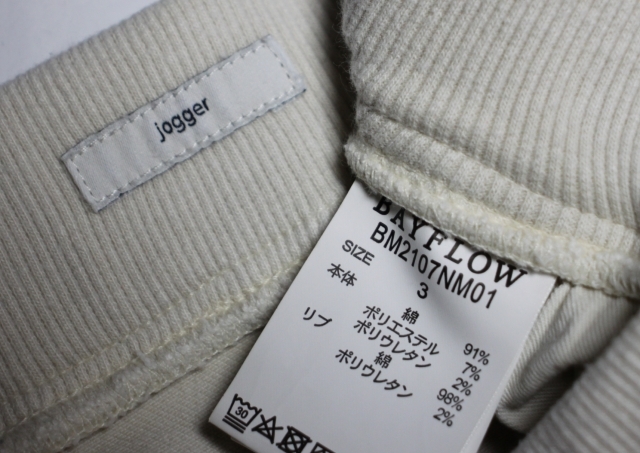 jogger
BAYFLOW
BM2107NM01
SIZE 3
本体 綿 91%
ポリエステル 7%
ポリウレタン 2%
リブ 綿 98%
ポリウレタン 2%
30